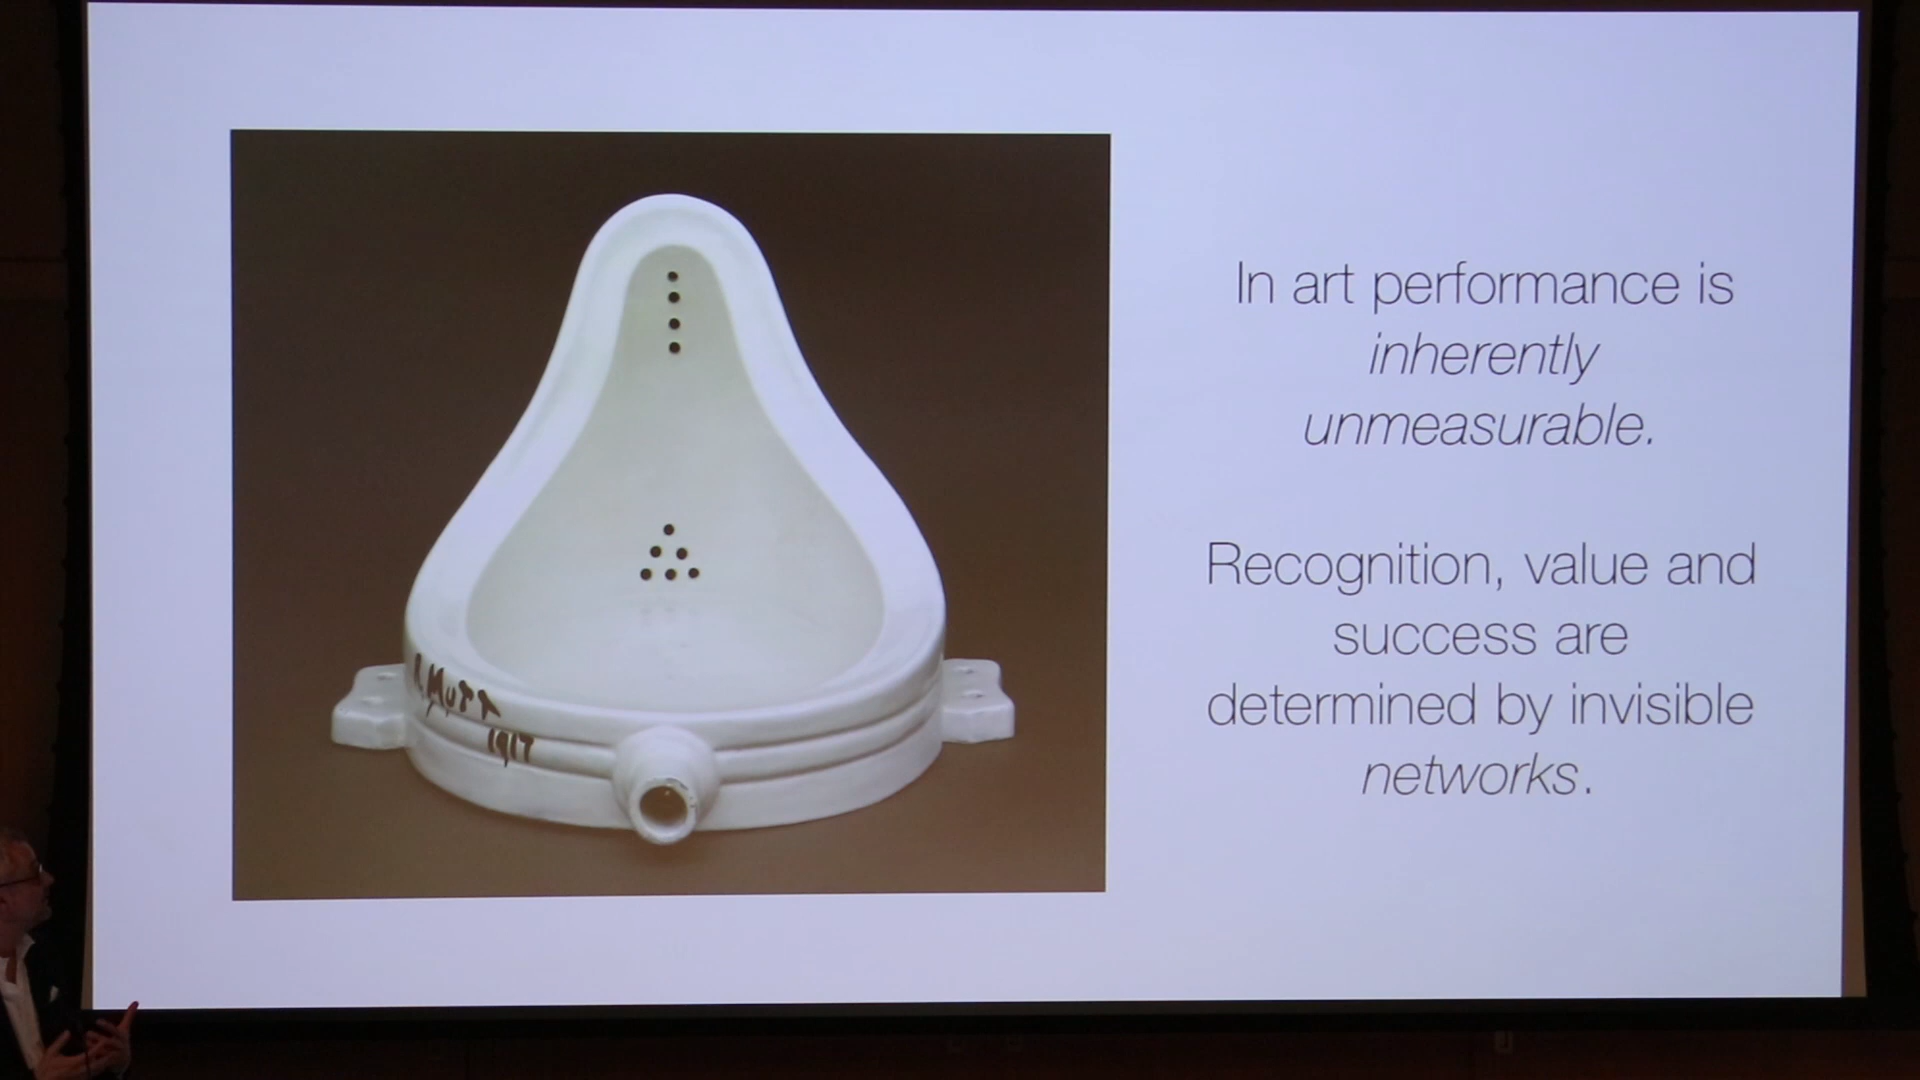 In art performance is
inherently
unmeasurable.
Recognition, value and
success are
determined by invisible
networks.
R. MUTT
1917